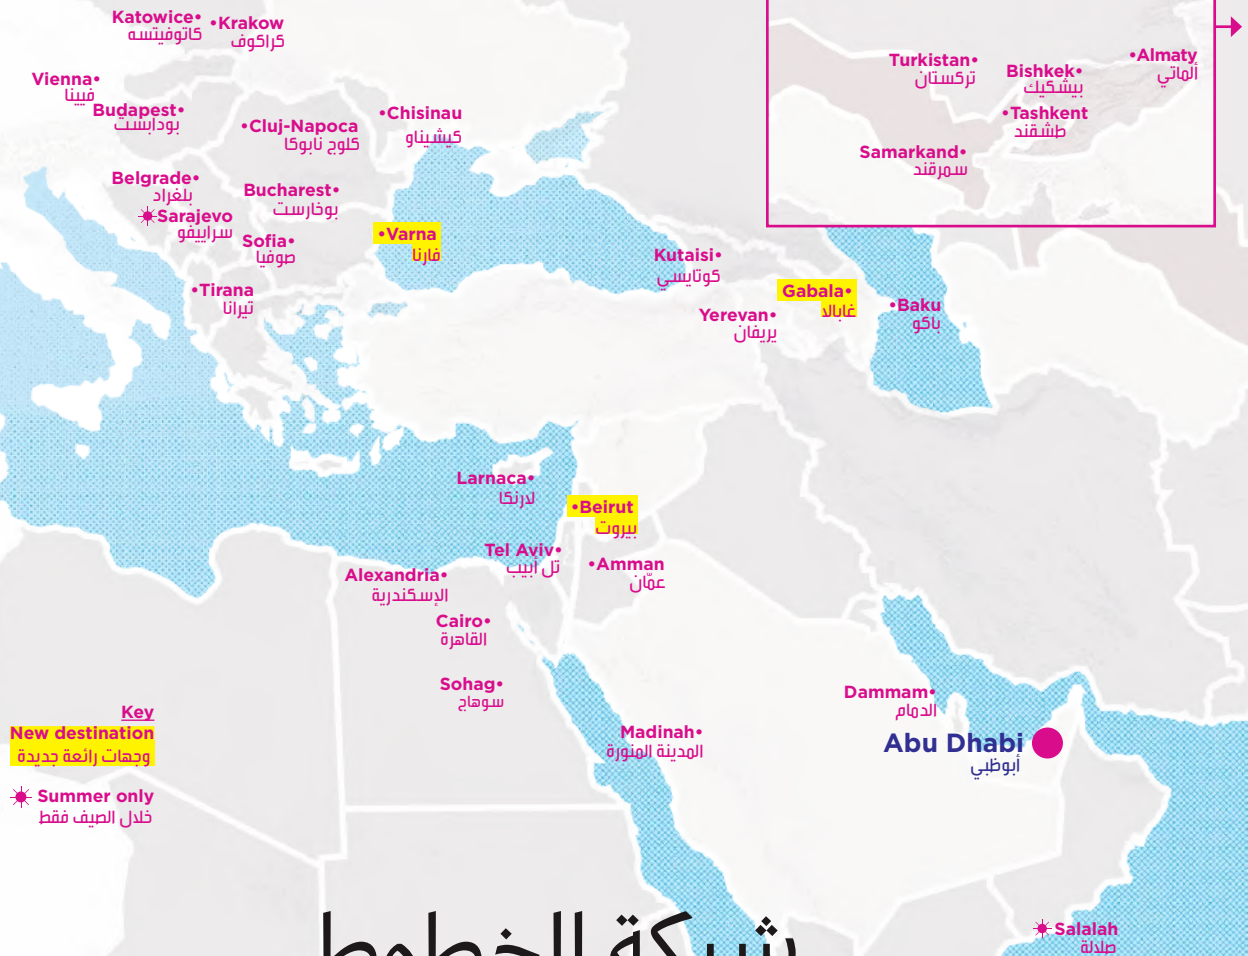 Katowice•
كاتوفيتسه
•Krakow
كراكوف
Vienna•
فيينا
Budapest•
بودابست
•Cluj-Napoca
كلوج نابوكا
•Chisinau
كيشيناو
Belgrade•
بلغراد
Sarajevo
سراييفو
Bucharest•
بوخارست
Sofia•
صوفيا
•Varna
فارنا
•Tirana
تيرانا
Turkistan•
تركستان
Bishkek•
بيشكيك
•Almaty
ألماتي
•Tashkent
طشقند
Samarkand•
سمرقند
Kutaisi•
كوتايسي
Gabala•
غابالا
Yerevan•
يريفان
•Baku
باكو
Larnaca•
لارنكا
•Beirut
بيروت
Tel Aviv•
تل أبيب
•Amman
عمّان
Alexandria•
الإسكندرية
Cairo•
القاهرة
Sohag•
سوهاج
Madinah•
المدينة المنورة
Dammam•
الدمام
Abu Dhabi
أبوظبي
Key
New destination
وجهات رائعة جديدة
Summer only
خلال الصيف فقط
Salalah
صلالة
شبكة الخطوط